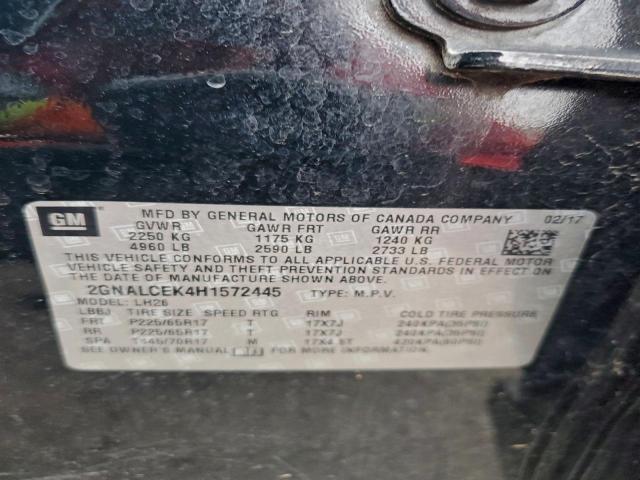 GM
MFD BY GENERAL MOTORS OF CANADA COMPANY 02/17
GVWR GAWR FRT GAWR RR
2250 KG 1175 KG 1240 KG
4960 LB 2590 LB 2733 LB
THIS VEHICLE CONFORMS TO ALL APPLICABLE U.S. FEDERAL MOTOR
VEHICLE SAFETY AND THEFT PREVENTION STANDARDS IN EFFECT ON
THE DATE OF MANUFACTURE SHOWN ABOVE.
2GNALCEK4H1572445 TYPE: M.P.V.
MODEL: LH26
LBBJ TIRE SIZE SPEED RTG RIM COLD TIRE PRESSURE
FRT P225/65R17 T 17X7J 240KPA(35PSI)
RR P225/65R17 T 17X7J 240KPA(35PSI)
SPA T145/70R17 M 17X4.5T 420KPA(60PSI)
SEE OWNER'S MANUAL FOR MORE INFORMATION.